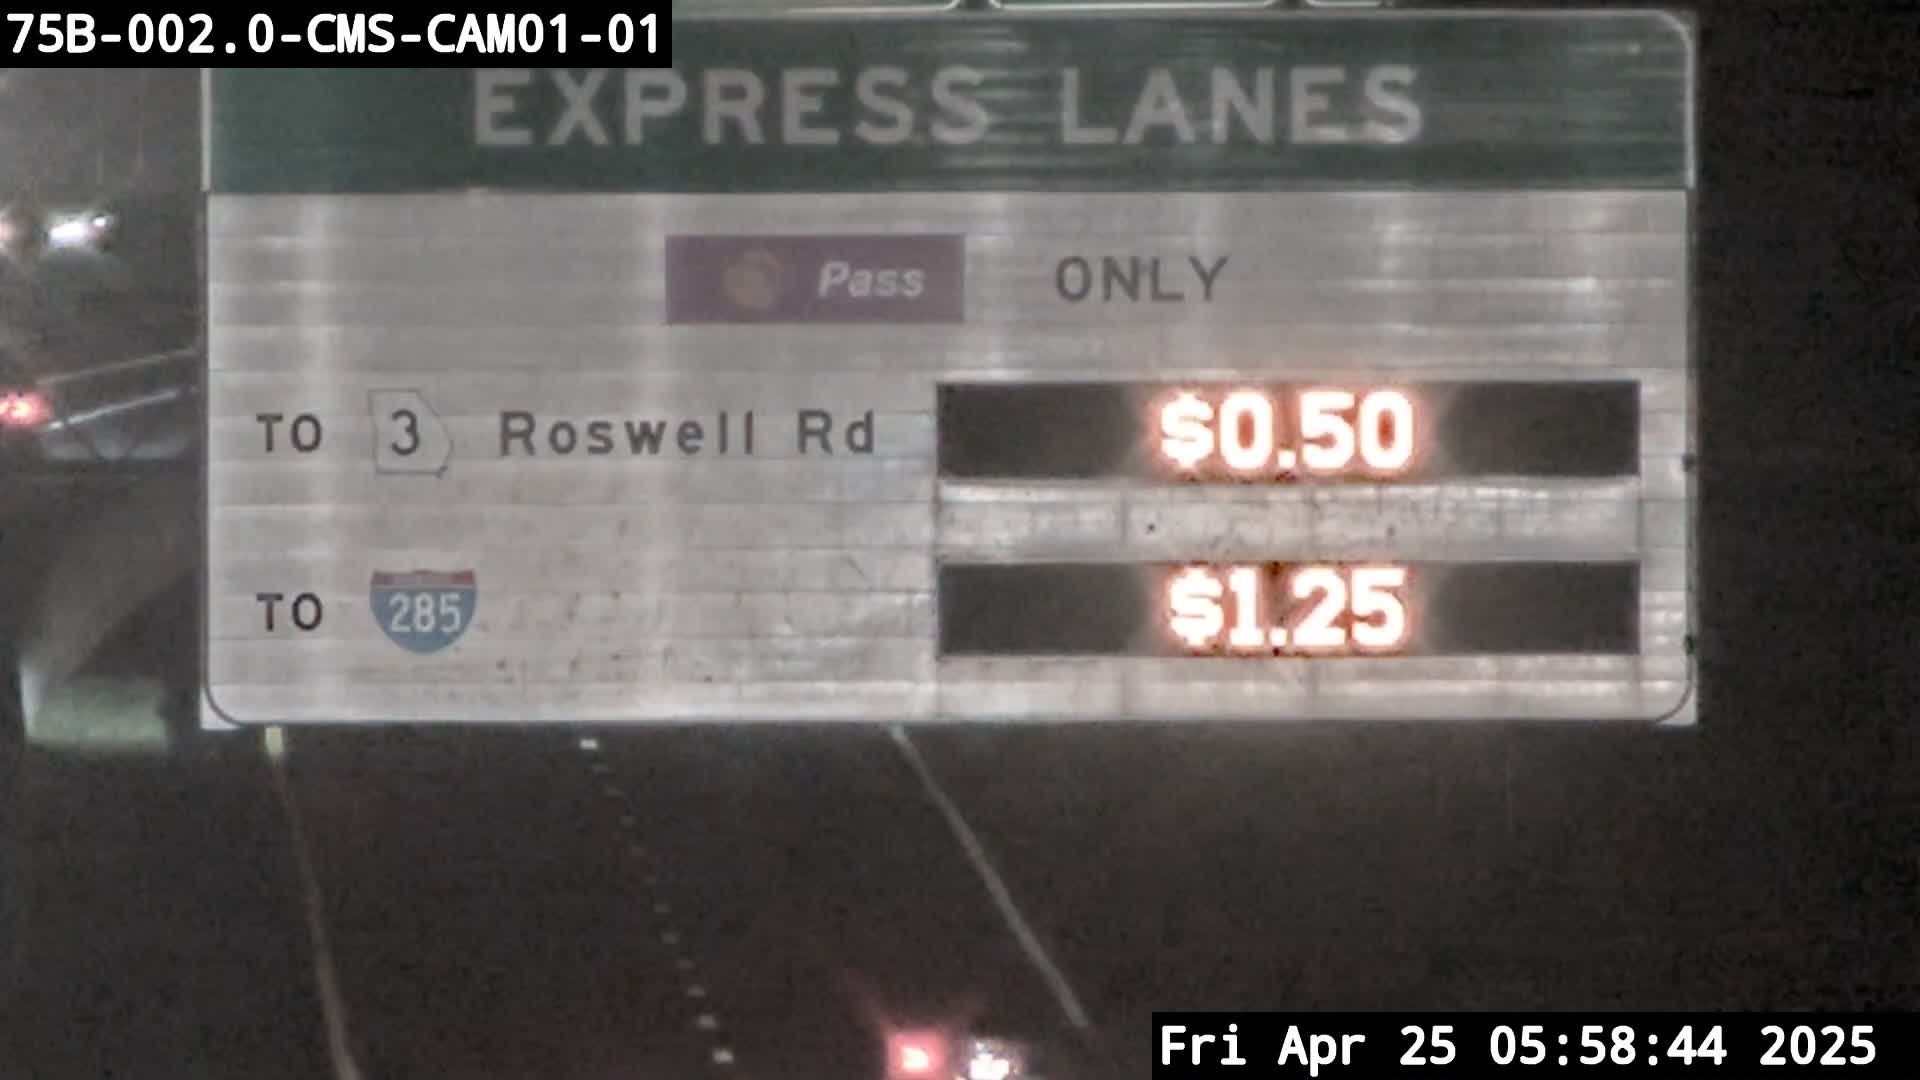 75B-002.0-CMS-CAM01-01
EXPRESS LANES
Pass ONLY
TO 3 Roswell Rd $0.50
TO 285 $1.25
Fri Apr 25 05:58:44 2025